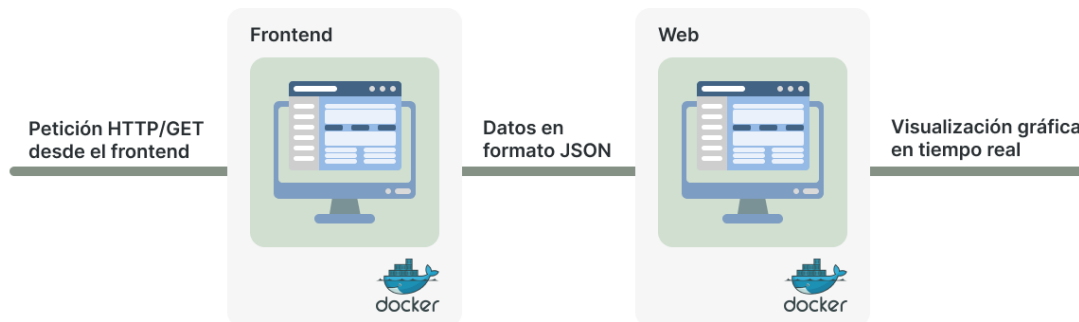 Frontend
Web
Petición HTTP/GET
desde el frontend
Datos en
formato JSON
Visualización gráfica
en tiempo real
docker
docker